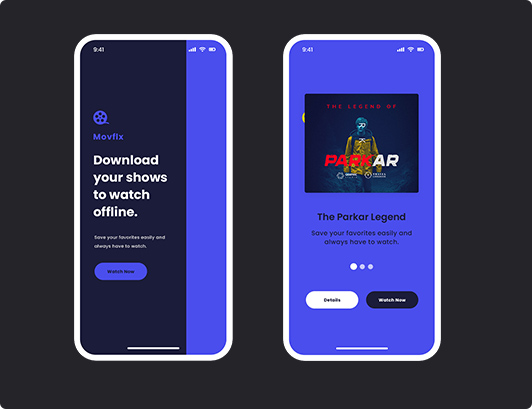 9:41
Movflx
Download
your shows
to watch
offline.
Save your favorites easily and
always have to watch.
Watch Now
9:41
THE LEGEND OF
PARKAR
The Parkar Legend
Save your favorites easily and
always have to watch.
Details
Watch Now